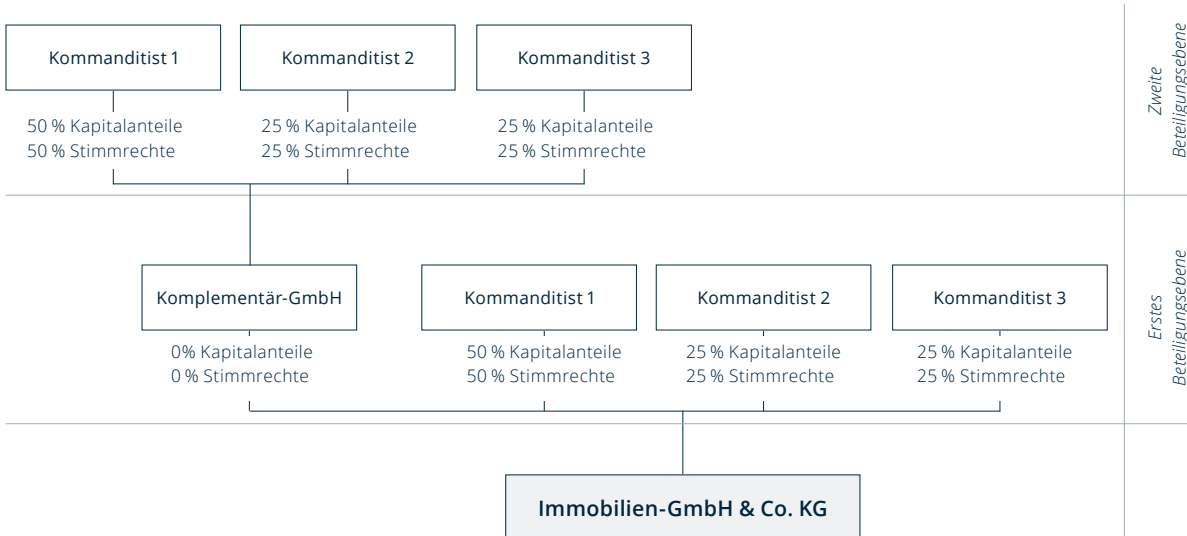 Kommanditist 1
Kommanditist 2
Kommanditist 3
50 % Kapitalanteile
50 % Stimmrechte
25 % Kapitalanteile
25 % Stimmrechte
25 % Kapitalanteile
25 % Stimmrechte
Zweite
Beteiligungsebene
Komplementär-GmbH
Kommanditist 1
Kommanditist 2
Kommanditist 3
0% Kapitalanteile
0 % Stimmrechte
50 % Kapitalanteile
50 % Stimmrechte
25 % Kapitalanteile
25 % Stimmrechte
25 % Kapitalanteile
25 % Stimmrechte
Erstes
Beteiligungsebene
Immobilien-GmbH & Co. KG